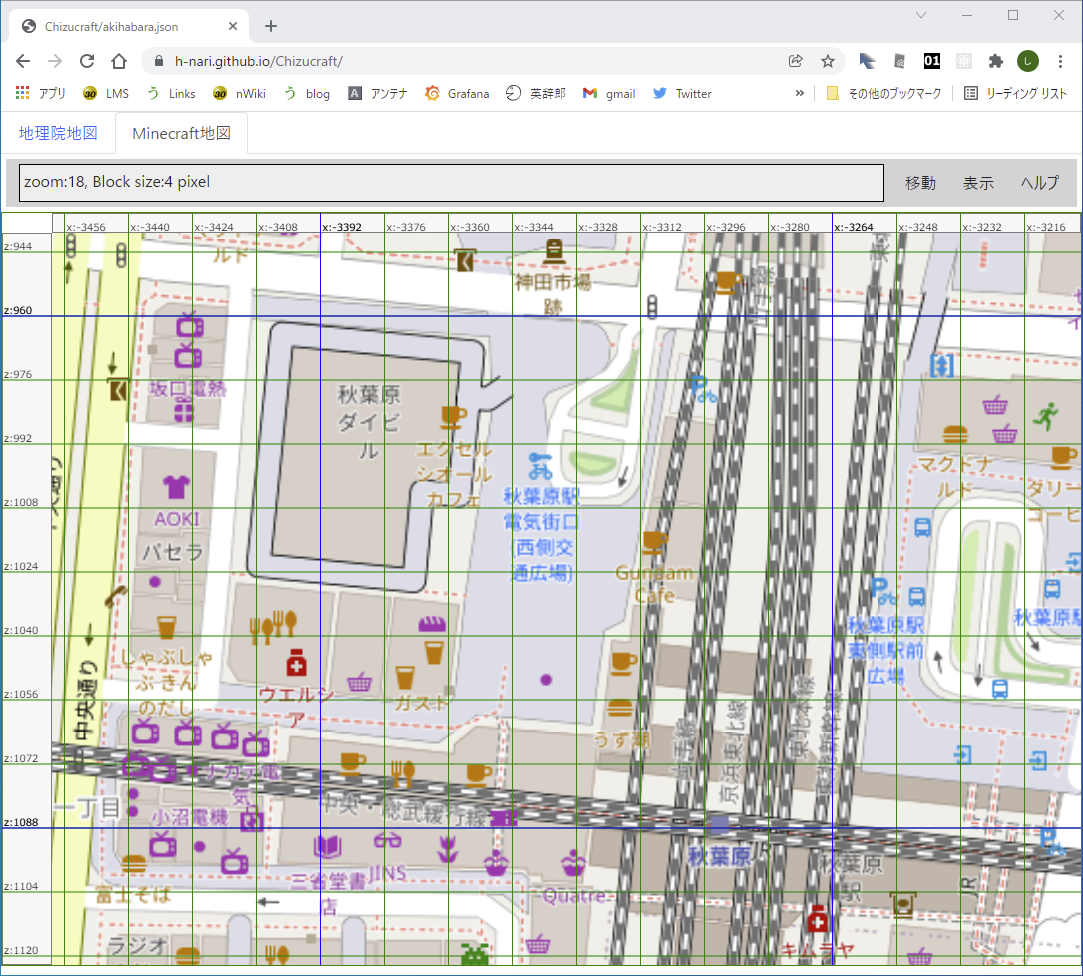 Chizucraft/akihabara.json
h-nari.github.io/Chizucraft/
01
アプリ LMS Links nWiki blog アンテナ Grafana 英辞郎 gmail Twitter » その他のブックマーク リーディング リスト
地理院地図 Minecraft地図
zoom:18, Block size:4 pixel 移動 表示 ヘルプ
x:-3456 x:-3440 x:-3424 x:-3408 x:-3392 x:-3376 x:-3360 x:-3344 x:-3328 x:-3312 x:-3296 x:-3280 x:-3264 x:-3248 x:-3232 x:-3216
z:944
ルド
神田市場
跡
z:960
z:976
坂口電熱
秋葉原
ダイビ
ル
z:992
エクセル
シオール
カフェ
マクドナ
ルド
ダリー
コーヒ
秋葉原駅
電気街口
(西側交
通広場)
z:1008
AOKI
パセラ
z:1024
Gundam
Cafe
z:1040
秋葉原駅
東側駅前
広場
秋葉原駅
しゃぶしゃ
ぶ・きん
のだし
z:1056
ウエルシ
ア
ガスト
中央通り
うず潮
山手線
京浜東北線
東北本線
z:1072
一丁目
小沼電機
中央・総武緩行線
z:1088
秋葉原
秋葉原
駅
JR
三省堂書
店
JINS
Quatre
z:1104
富士そば
キムラヤ
ラジオ
z:1120